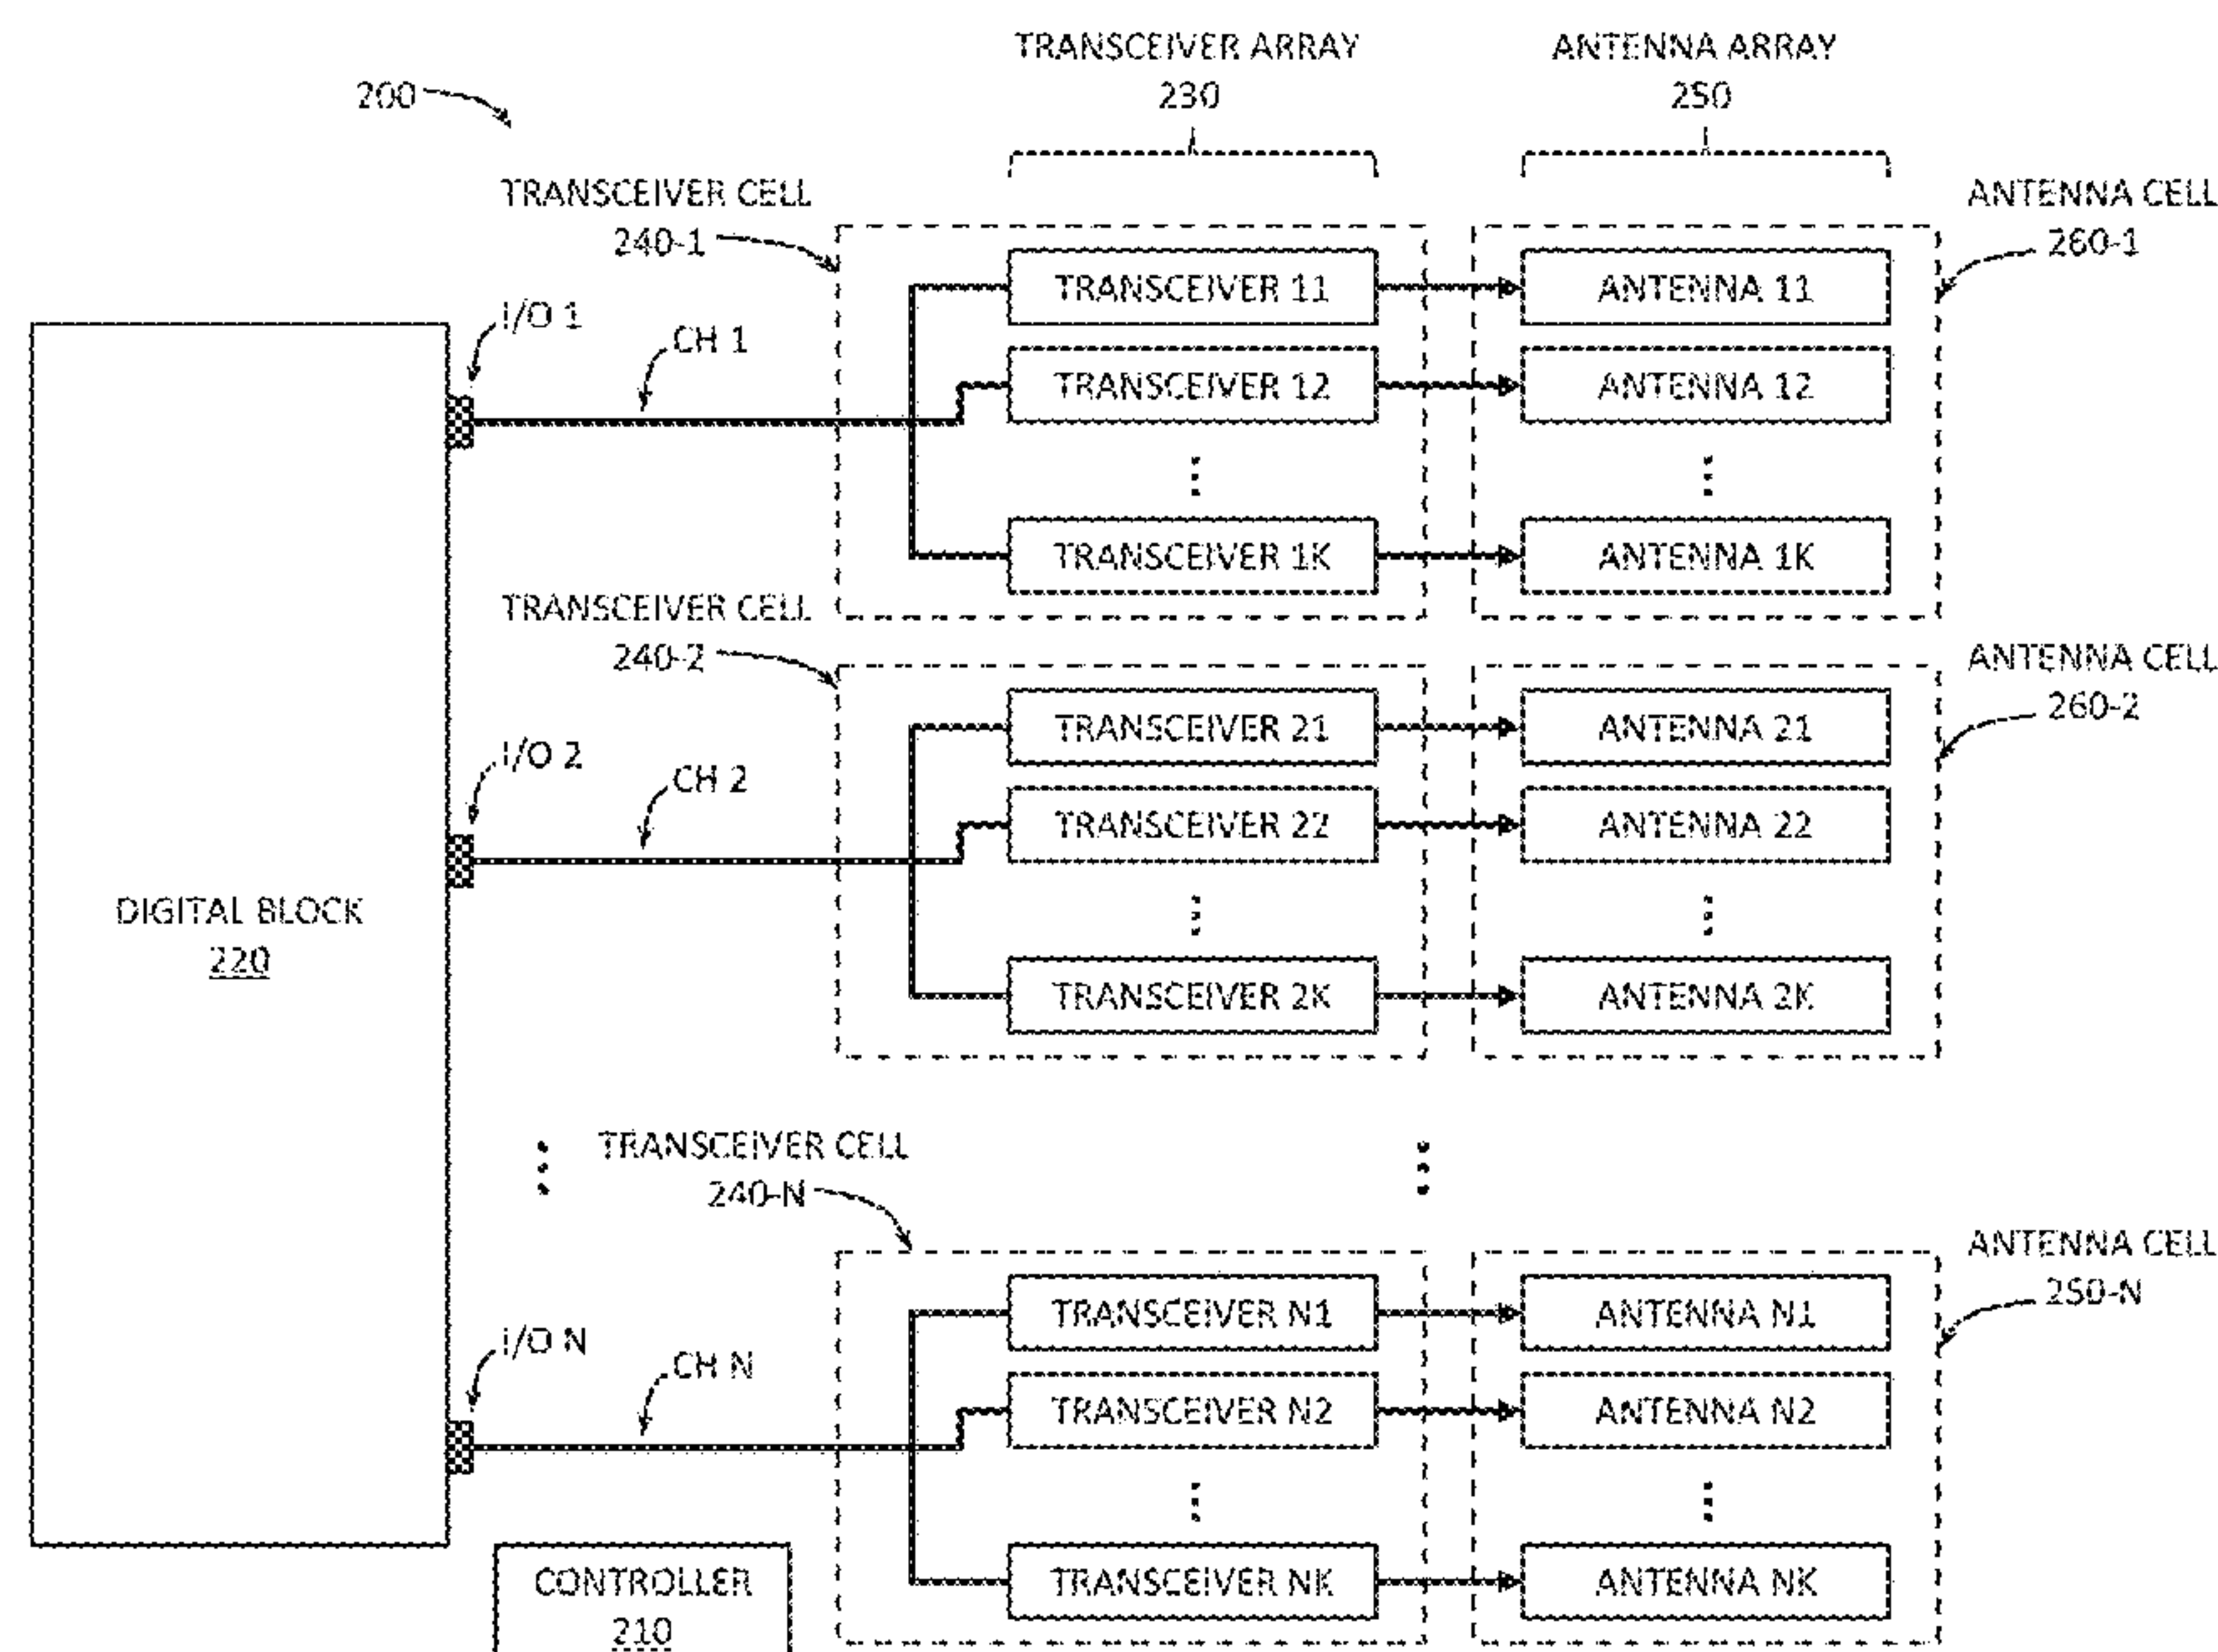 TRANSCEIVER ARRAY
230
ANTENNA ARRAY
250
200
TRANSCEIVER CELL
240-1
ANTENNA CELL
260-1
I/O 1
CH 1
TRANSCEIVER 11
ANTENNA 11
TRANSCEIVER 12
ANTENNA 12
TRANSCEIVER 1K
ANTENNA 1K
TRANSCEIVER CELL
240-2
ANTENNA CELL
260-2
I/O 2
CH 2
TRANSCEIVER 21
ANTENNA 21
TRANSCEIVER 22
ANTENNA 22
TRANSCEIVER 2K
ANTENNA 2K
DIGITAL BLOCK
220
TRANSCEIVER CELL
240-N
ANTENNA CELL
250-N
I/O N
CH N
TRANSCEIVER N1
ANTENNA N1
TRANSCEIVER N2
ANTENNA N2
TRANSCEIVER NK
ANTENNA NK
CONTROLLER
210